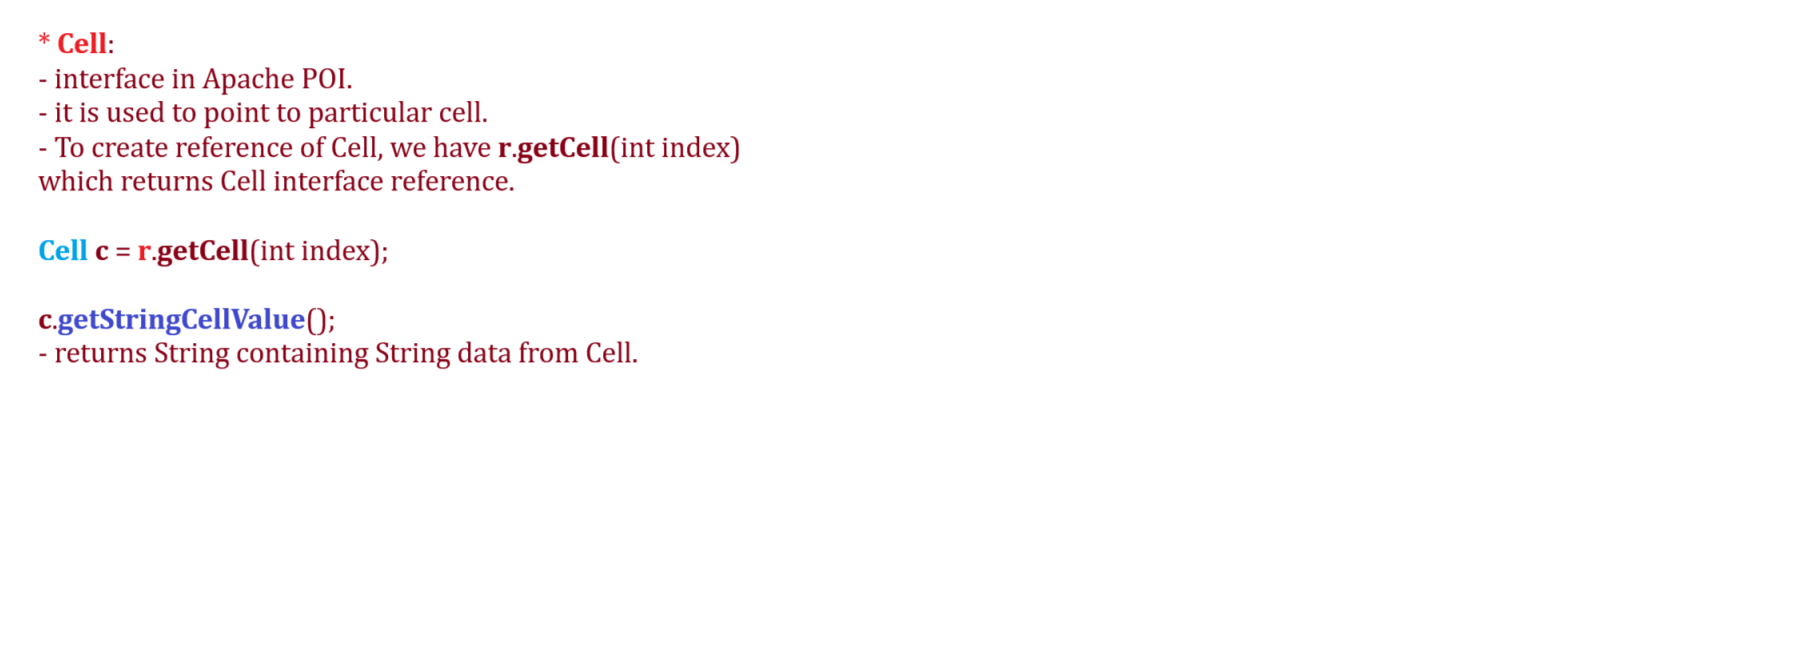 * Cell:
- interface in Apache POI.
- it is used to point to particular cell.
- To create reference of Cell, we have r.getCell(int index)
which returns Cell interface reference.
Cell c = r.getCell(int index);
c.getStringCellValue();
- returns String containing String data from Cell.